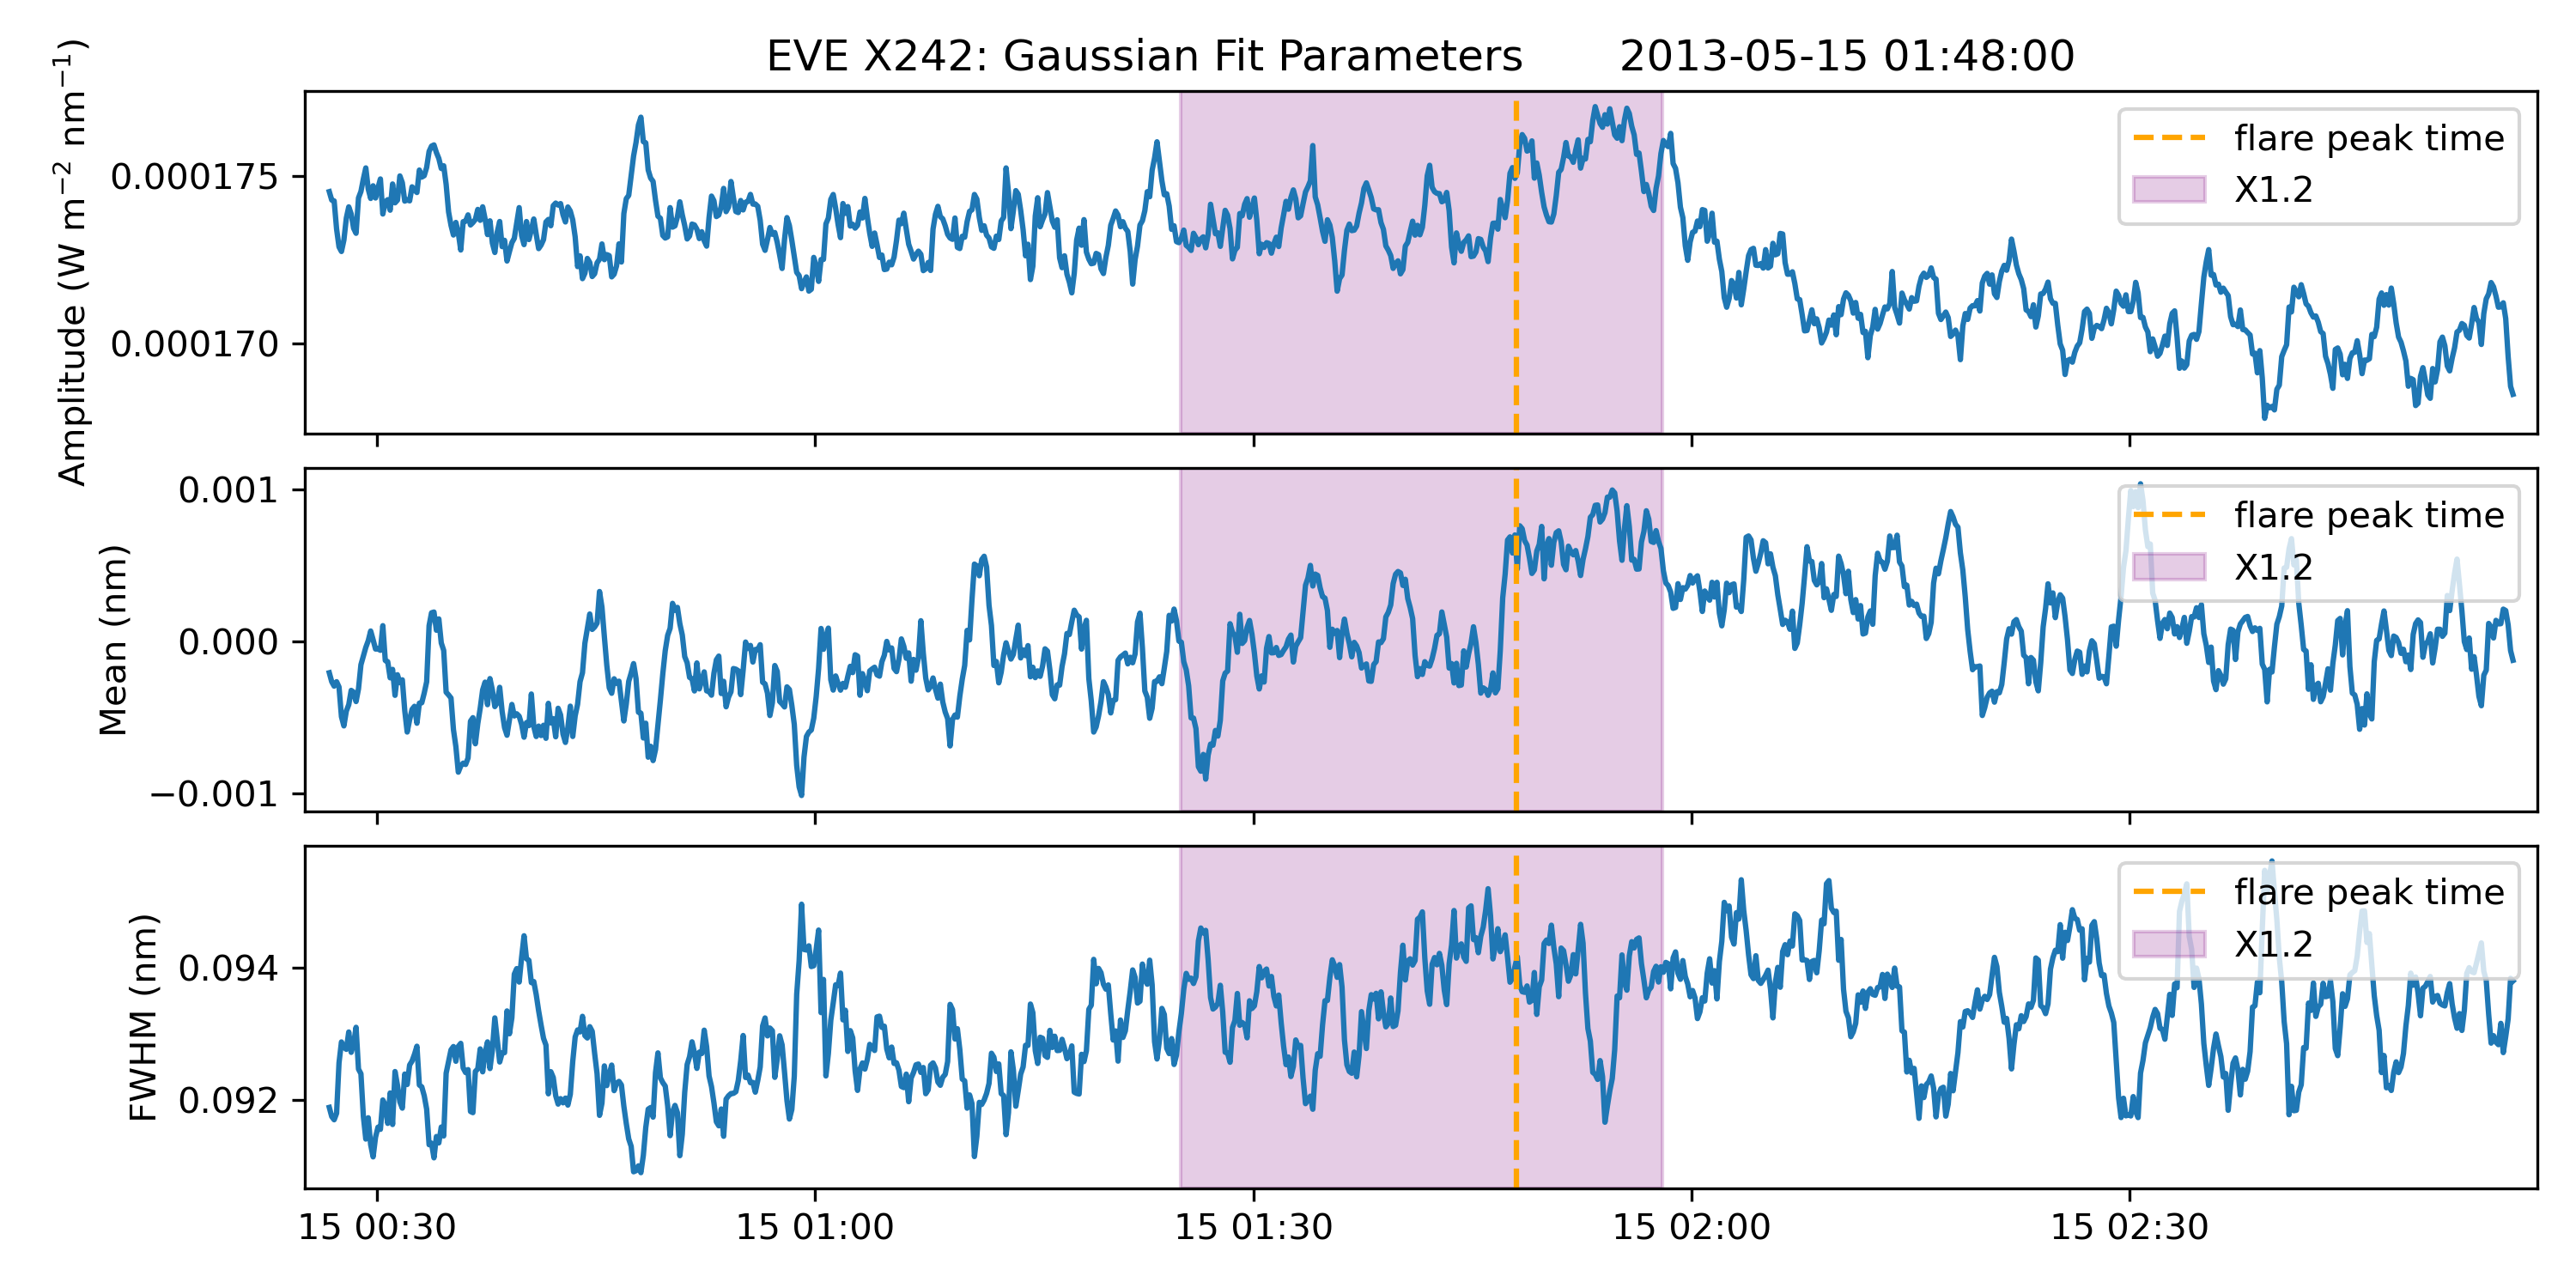 EVE X242: Gaussian Fit Parameters 2013-05-15 01:48:00
Amplitude (W m⁻² nm⁻¹)
0.000175
0.000170
flare peak time
X1.2
Mean (nm)
0.001
0.000
−0.001
flare peak time
X1.2
FWHM (nm)
0.094
0.092
flare peak time
X1.2
15 00:30
15 01:00
15 01:30
15 02:00
15 02:30